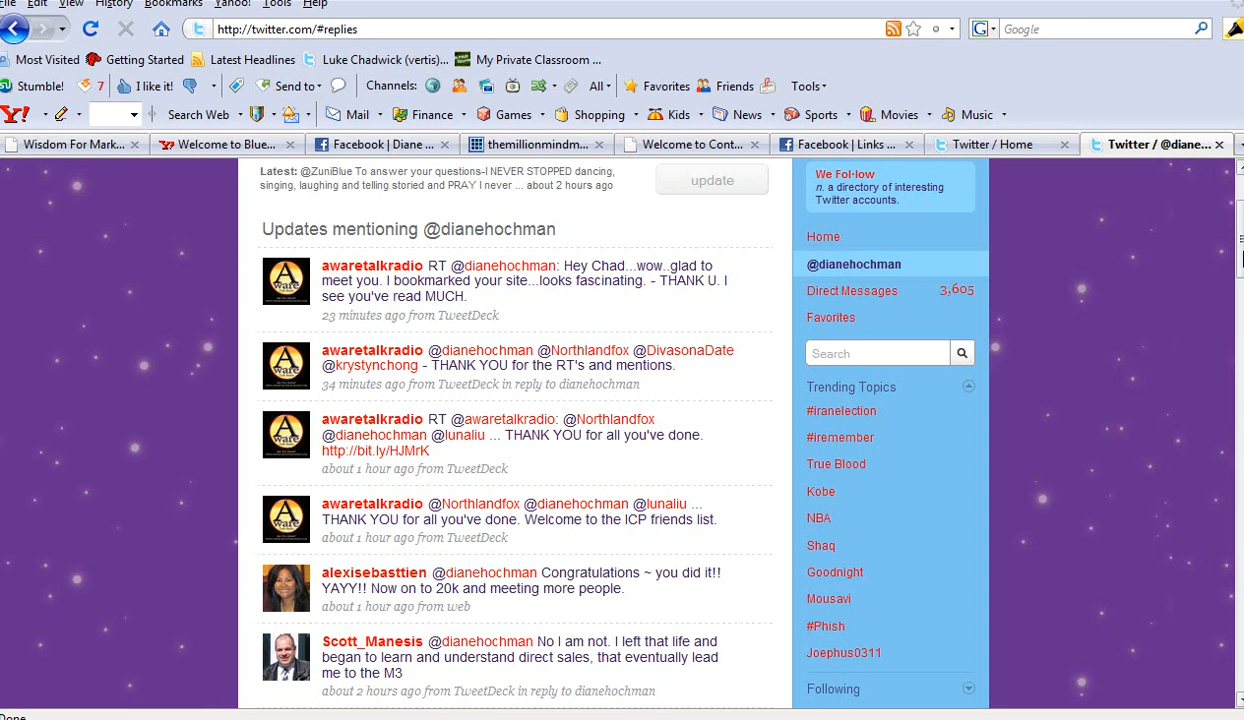 File Edit View History Bookmarks Yahoo! Tools Help
http://twitter.com/#replies
Google
Most Visited Getting Started Latest Headlines Luke Chadwick (vertis)... My Private Classroom ...
Stumble! 7 I like it! Send to Channels: All Favorites Friends Tools
Y! Search Web Mail Finance Games Shopping Kids News Sports Movies Music
Wisdom For Mark... Welcome to Blue... Facebook | Diane ... themillionmindm... Welcome to Cont... Facebook | Links ... Twitter / Home Twitter / @diane...
Latest: @ZuniBlue To answer your questions-I NEVER STOPPED dancing,
singing, laughing and telling storied and PRAY I never ... about 2 hours ago
update
Updates mentioning @dianehochman
awaretalkradio RT @dianehochman: Hey Chad...wow..glad to
meet you. I bookmarked your site...looks fascinating. - THANK U. I
see you've read MUCH.
23 minutes ago from TweetDeck
awaretalkradio @dianehochman @Northlandfox @DivasonaDate
@krystynchong - THANK YOU for the RT's and mentions.
34 minutes ago from TweetDeck in reply to dianehochman
awaretalkradio RT @awaretalkradio: @Northlandfox
@dianehochman @lunaliu ... THANK YOU for all you've done.
http://bit.ly/HJMrK
about 1 hour ago from TweetDeck
awaretalkradio @Northlandfox @dianehochman @lunaliu ...
THANK YOU for all you've done. Welcome to the ICP friends list.
about 1 hour ago from TweetDeck
alexisebasttien @dianehochman Congratulations ~ you did it!!
YAYY!! Now on to 20k and meeting more people.
about 1 hour ago from web
Scott_Manesis @dianehochman No I am not. I left that life and
began to learn and understand direct sales, that eventually lead
me to the M3
about 2 hours ago from TweetDeck in reply to dianehochman
We Fol·low
n. a directory of interesting
Twitter accounts.
Home
@dianehochman
Direct Messages 3,605
Favorites
Search
Trending Topics
#iranelection
#iremember
True Blood
Kobe
NBA
Shaq
Goodnight
Mousavi
#Phish
Joephus0311
Following
Done